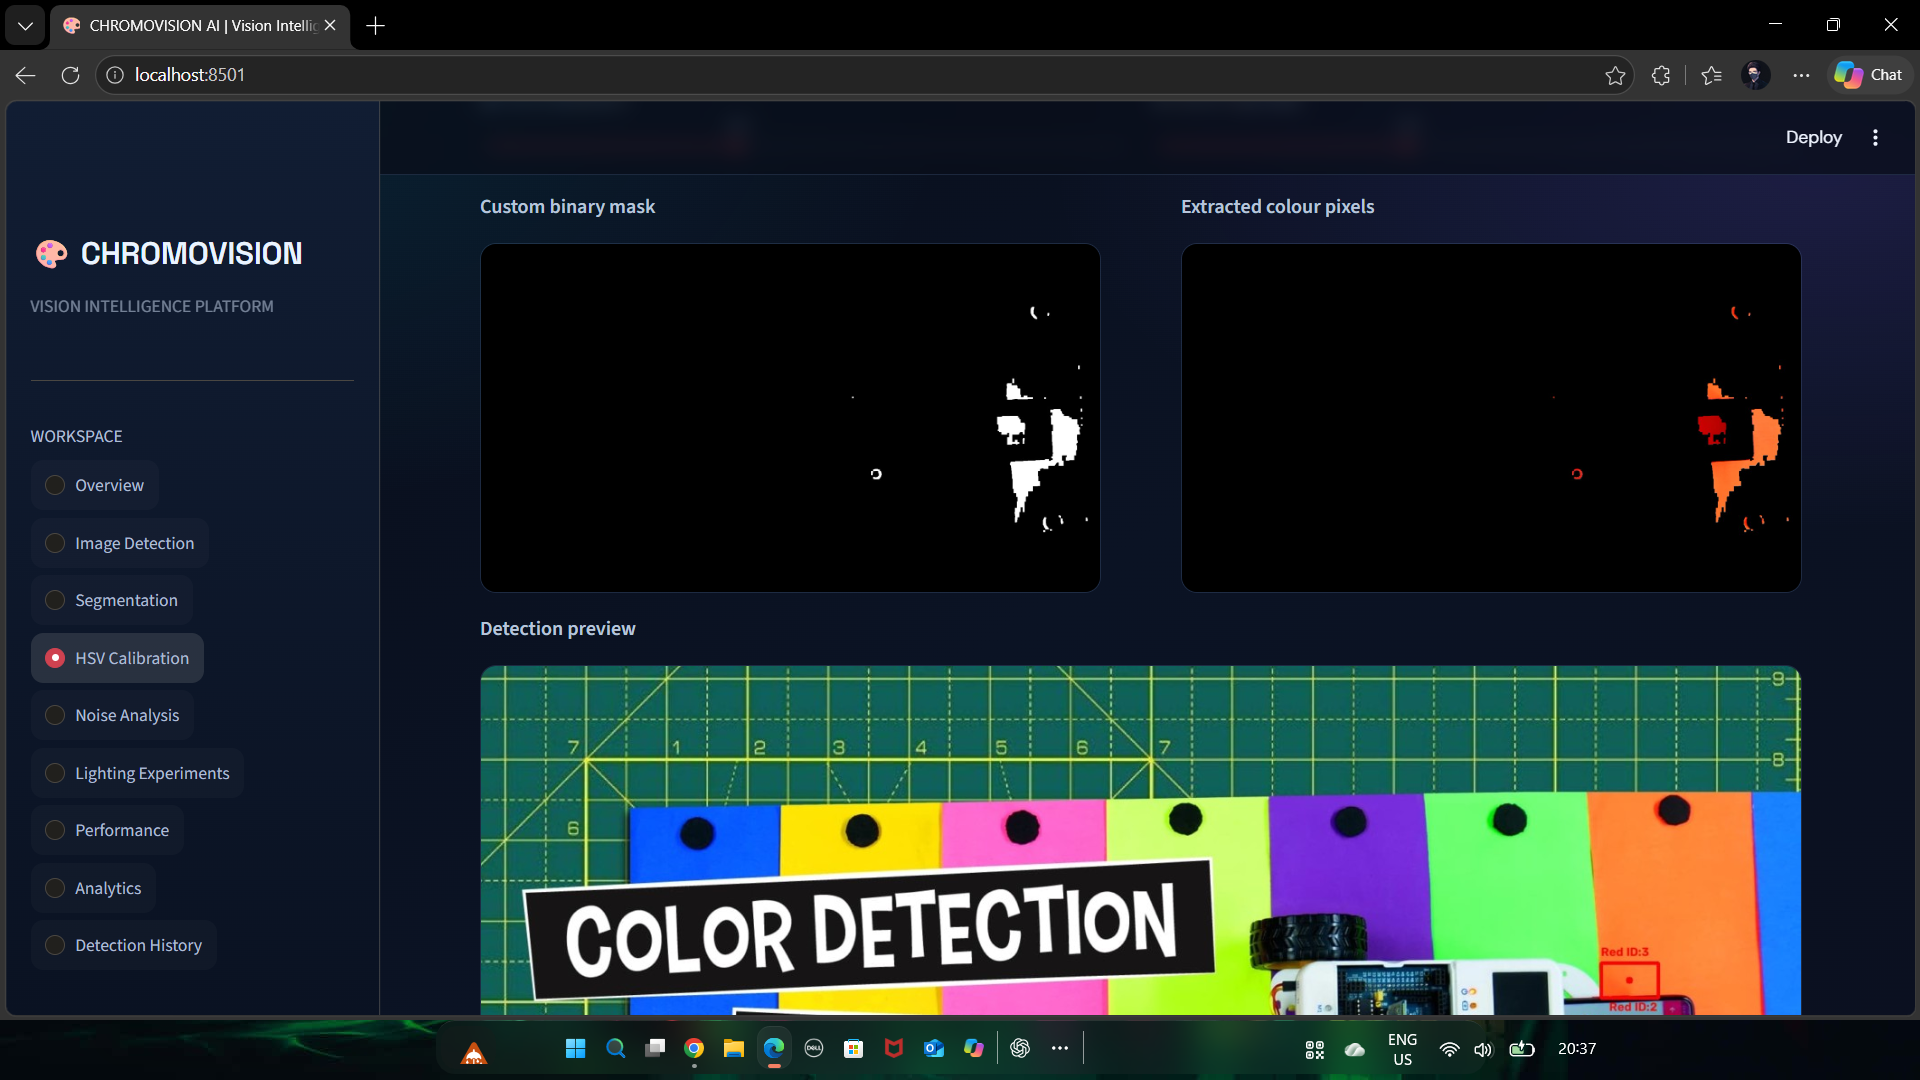 CHROMOVISION AI | Vision Intellig
localhost:8501
Chat
Deploy
CHROMOVISION
VISION INTELLIGENCE PLATFORM
WORKSPACE
Overview
Image Detection
Segmentation
HSV Calibration
Noise Analysis
Lighting Experiments
Performance
Analytics
Detection History
Custom binary mask
Extracted colour pixels
Detection preview
9
7 1 2 3 4 5 6 7
8
6
COLOR DETECTION
Red ID:3
Red ID:2
DELL
ENG
US
20:37